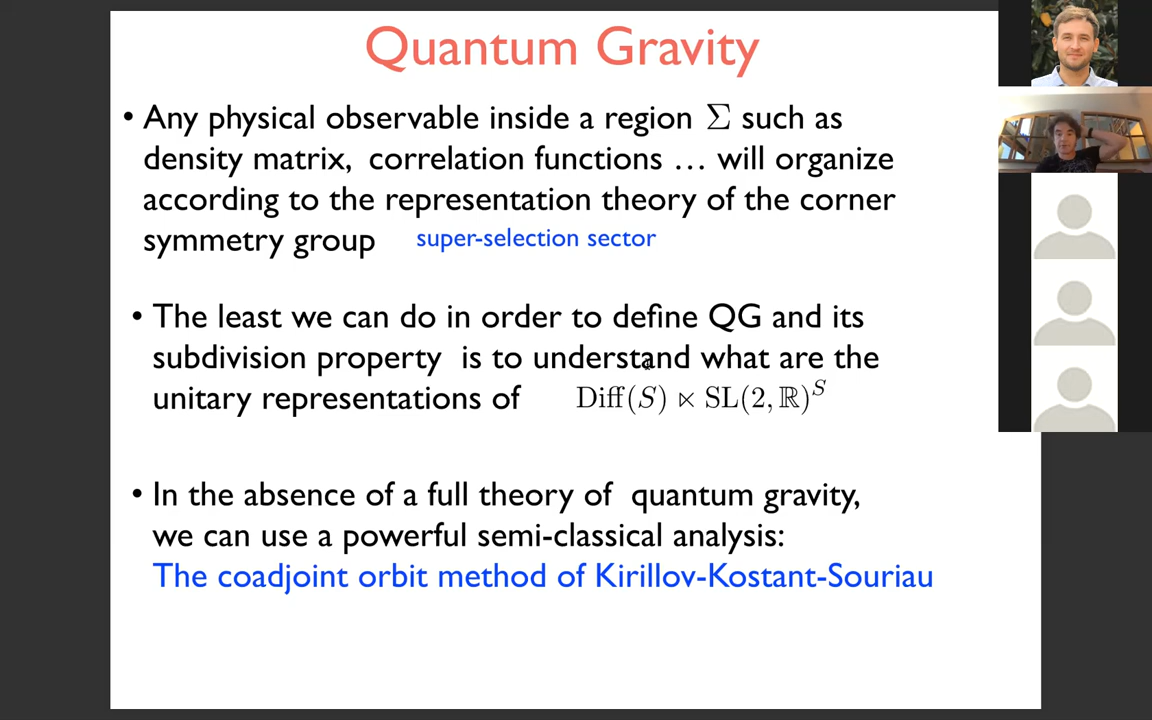 Quantum Gravity
• Any physical observable inside a region Σ such as
density matrix, correlation functions … will organize
according to the representation theory of the corner
symmetry group super-selection sector
• The least we can do in order to define QG and its
subdivision property is to understand what are the
unitary representations of Diff(S) ⋉ SL(2,ℝ)^S
• In the absence of a full theory of quantum gravity,
we can use a powerful semi-classical analysis:
The coadjoint orbit method of Kirillov-Kostant-Souriau